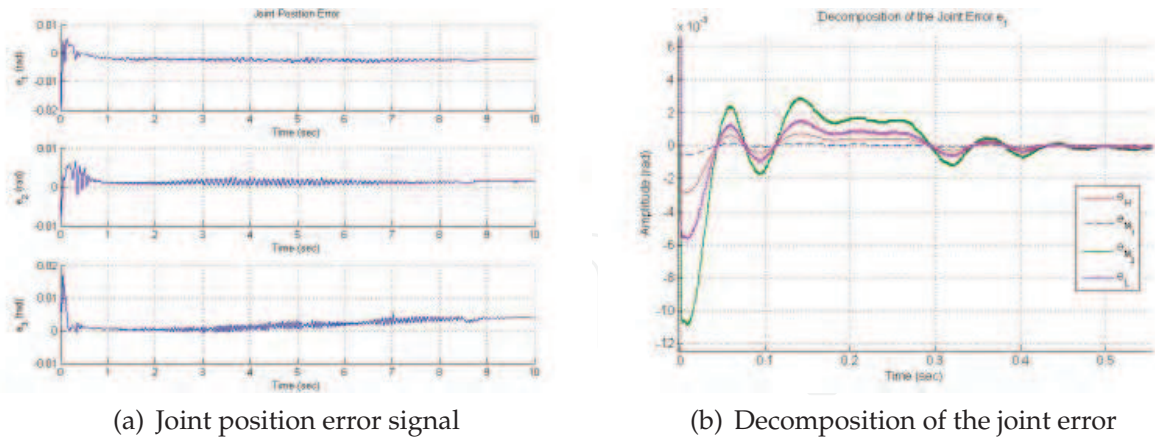 Joint Position Error
0.01
0
-0.01
-0.02
e1 (rad)
0 1 2 3 4 5 6 7 8 9 10
Time (sec)
0.01
0
-0.01
e2 (rad)
0 1 2 3 4 5 6 7 8 9 10
Time (sec)
0.02
0.01
0
-0.01
e3 (rad)
0 1 2 3 4 5 6 7 8 9 10
Time (sec)
(a) Joint position error signal
x 10^-3
Decomposition of the Joint Error e1
6
4
2
0
-2
-4
-6
-8
-10
-12
Amplitude (rad)
eH
eM1
eM2
eL
0 0.1 0.2 0.3 0.4 0.5
Time (sec)
(b) Decomposition of the joint error